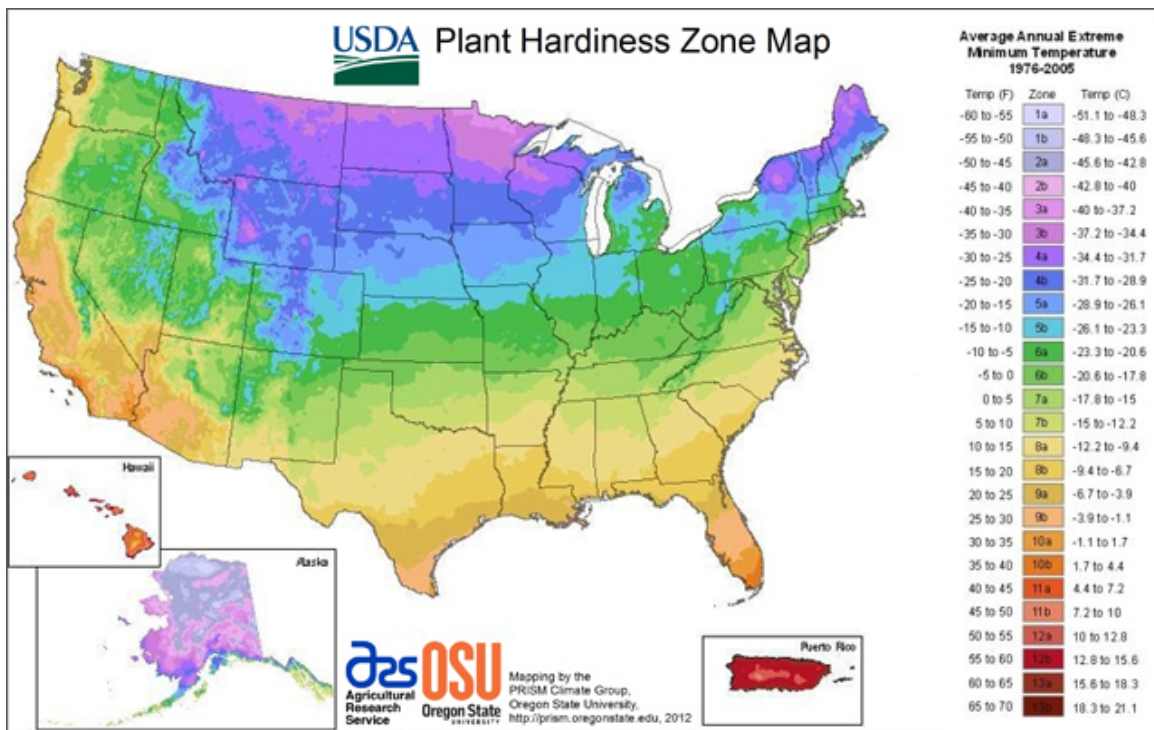 USDA
Plant Hardiness Zone Map
Average Annual Extreme
Minimum Temperature
1976-2005
Temp (F) Zone Temp (C)
-60 to -55 1a -51.1 to -48.3
-55 to -50 1b -48.3 to -45.6
-50 to -45 2a -45.6 to -42.8
-45 to -40 2b -42.8 to -40
-40 to -35 3a -40 to -37.2
-35 to -30 3b -37.2 to -34.4
-30 to -25 4a -34.4 to -31.7
-25 to -20 4b -31.7 to -28.9
-20 to -15 5a -28.9 to -26.1
-15 to -10 5b -26.1 to -23.3
-10 to -5 6a -23.3 to -20.6
-5 to 0 6b -20.6 to -17.8
0 to 5 7a -17.8 to -15
5 to 10 7b -15 to -12.2
10 to 15 8a -12.2 to -9.4
15 to 20 8b -9.4 to -6.7
20 to 25 9a -6.7 to -3.9
25 to 30 9b -3.9 to -1.1
30 to 35 10a -1.1 to 1.7
35 to 40 10b 1.7 to 4.4
40 to 45 11a 4.4 to 7.2
45 to 50 11b 7.2 to 10
50 to 55 12a 10 to 12.8
55 to 60 12b 12.8 to 15.6
60 to 65 13a 15.6 to 18.3
65 to 70 13b 18.3 to 21.1
Hawaii
Alaska
Puerto Rico
ars
Agricultural
Research
Service
OSU
Oregon State
UNIVERSITY
Mapping by the
PRISM Climate Group,
Oregon State University,
http://prism.oregonstate.edu, 2012